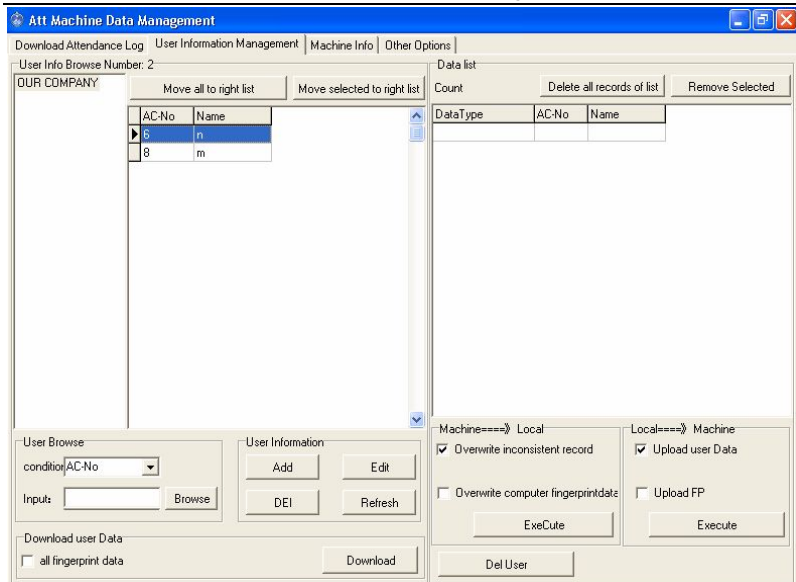 Att Machine Data Management
Download Attendance Log User Information Management Machine Info Other Options
User Info Browse Number: 2
OUR COMPANY
Move all to right list Move selected to right list
AC-No Name
6 n
8 m
Data list
Count Delete all records of list Remove Selected
DataType AC-No Name
User Browse
condition AC-No
Input: Browse
User Information
Add Edit
DEl Refresh
Download user Data
all fingerprint data Download
Machine====》 Local
Overwrite inconsistent record
Overwrite computer fingerprintdata
ExeCute
Local====》 Machine
Upload user Data
Upload FP
Execute
Del User